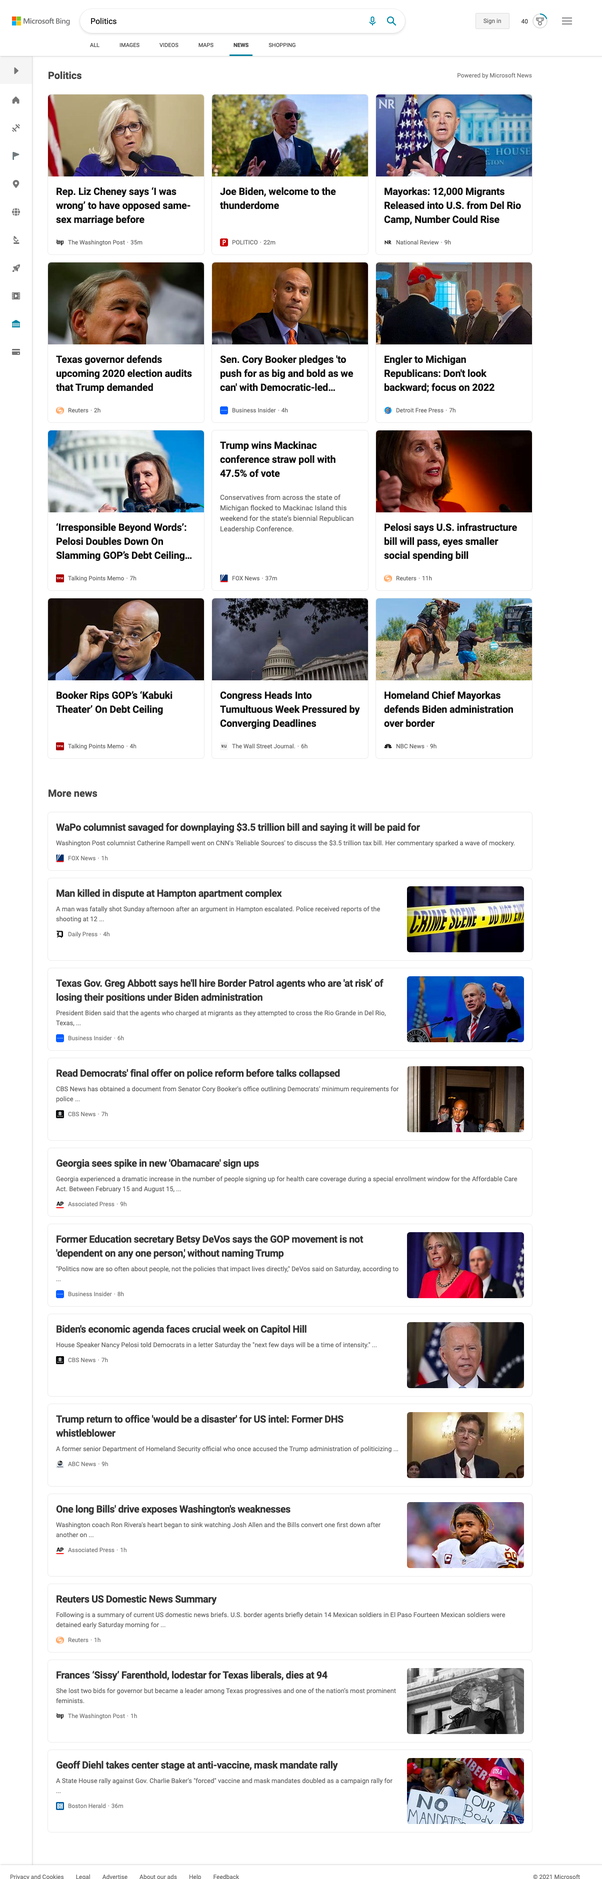 Microsoft Bing
Politics
Sign in
40
ALL IMAGES VIDEOS MAPS NEWS SHOPPING
Politics
Powered by Microsoft News
Rep. Liz Cheney says 'I was
wrong' to have opposed same-
sex marriage before
The Washington Post · 35m
Joe Biden, welcome to the
thunderdome
POLITICO · 22m
NR
HOUSE
Mayorkas: 12,000 Migrants
Released into U.S. from Del Rio
Camp, Number Could Rise
NR National Review · 9h
Texas governor defends
upcoming 2020 election audits
that Trump demanded
Reuters · 2h
Sen. Cory Booker pledges 'to
push for as big and bold as we
can' with Democratic-led...
Business Insider · 4h
Engler to Michigan
Republicans: Don't look
backward; focus on 2022
Detroit Free Press · 7h
'Irresponsible Beyond Words':
Pelosi Doubles Down On
Slamming GOP's Debt Ceiling...
Talking Points Memo · 7h
Trump wins Mackinac
conference straw poll with
47.5% of vote
Conservatives from across the state of
Michigan flocked to Mackinac Island this
weekend for the state's biennial Republican
Leadership Conference.
FOX News · 37m
Pelosi says U.S. infrastructure
bill will pass, eyes smaller
social spending bill
Reuters · 11h
Booker Rips GOP's 'Kabuki
Theater' On Debt Ceiling
Talking Points Memo · 4h
Congress Heads Into
Tumultuous Week Pressured by
Converging Deadlines
The Wall Street Journal. · 6h
Homeland Chief Mayorkas
defends Biden administration
over border
NBC News · 9h
More news
WaPo columnist savaged for downplaying $3.5 trillion bill and saying it will be paid for
Washington Post columnist Catherine Rampell went on CNN's 'Reliable Sources' to discuss the $3.5 trillion tax bill. Her commentary sparked a wave of mockery.
FOX News · 1h
Man killed in dispute at Hampton apartment complex
A man was fatally shot Sunday afternoon after an argument in Hampton escalated. Police received reports of the
shooting at 12 ...
Daily Press · 4h
CRIME SCENE - DO NOT EN
Texas Gov. Greg Abbott says he'll hire Border Patrol agents who are 'at risk' of
losing their positions under Biden administration
President Biden said that the agents who charged at migrants as they attempted to cross the Rio Grande in Del Rio,
Texas, ...
Business Insider · 6h
Read Democrats' final offer on police reform before talks collapsed
CBS News has obtained a document from Senator Cory Booker's office outlining Democrats' minimum requirements for
police ...
CBS News · 7h
Georgia sees spike in new 'Obamacare' sign ups
Georgia experienced a dramatic increase in the number of people signing up for health care coverage during a special enrollment window for the Affordable Care
Act. Between February 15 and August 15, ...
AP Associated Press · 9h
Former Education secretary Betsy DeVos says the GOP movement is not
'dependent on any one person,' without naming Trump
"Politics now are so often about people, not the policies that impact lives directly," DeVos said on Saturday, according to
...
Business Insider · 8h
Biden's economic agenda faces crucial week on Capitol Hill
House Speaker Nancy Pelosi told Democrats in a letter Saturday the "next few days will be a time of intensity." ...
CBS News · 7h
Trump return to office 'would be a disaster' for US intel: Former DHS
whistleblower
A former senior Department of Homeland Security official who once accused the Trump administration of politicizing ...
ABC News · 9h
One long Bills' drive exposes Washington's weaknesses
Washington coach Ron Rivera's heart began to sink watching Josh Allen and the Bills convert one first down after
another on ...
AP Associated Press · 1h
Reuters US Domestic News Summary
Following is a summary of current US domestic news briefs. U.S. border agents briefly detain 14 Mexican soldiers in El Paso Fourteen Mexican soldiers were
detained early Saturday morning for ...
Reuters · 1h
Frances 'Sissy' Farenthold, lodestar for Texas liberals, dies at 94
She lost two bids for governor but became a leader among Texas progressives and one of the nation's most prominent
feminists.
The Washington Post · 1h
Geoff Diehl takes center stage at anti-vaccine, mask mandate rally
A State House rally against Gov. Charlie Baker's "forced" vaccine and mask mandates doubled as a campaign rally for
...
Boston Herald · 36m
NO
MANDATE
OUR
Body
Privacy and Cookies Legal Advertise About our ads Help Feedback
© 2021 Microsoft